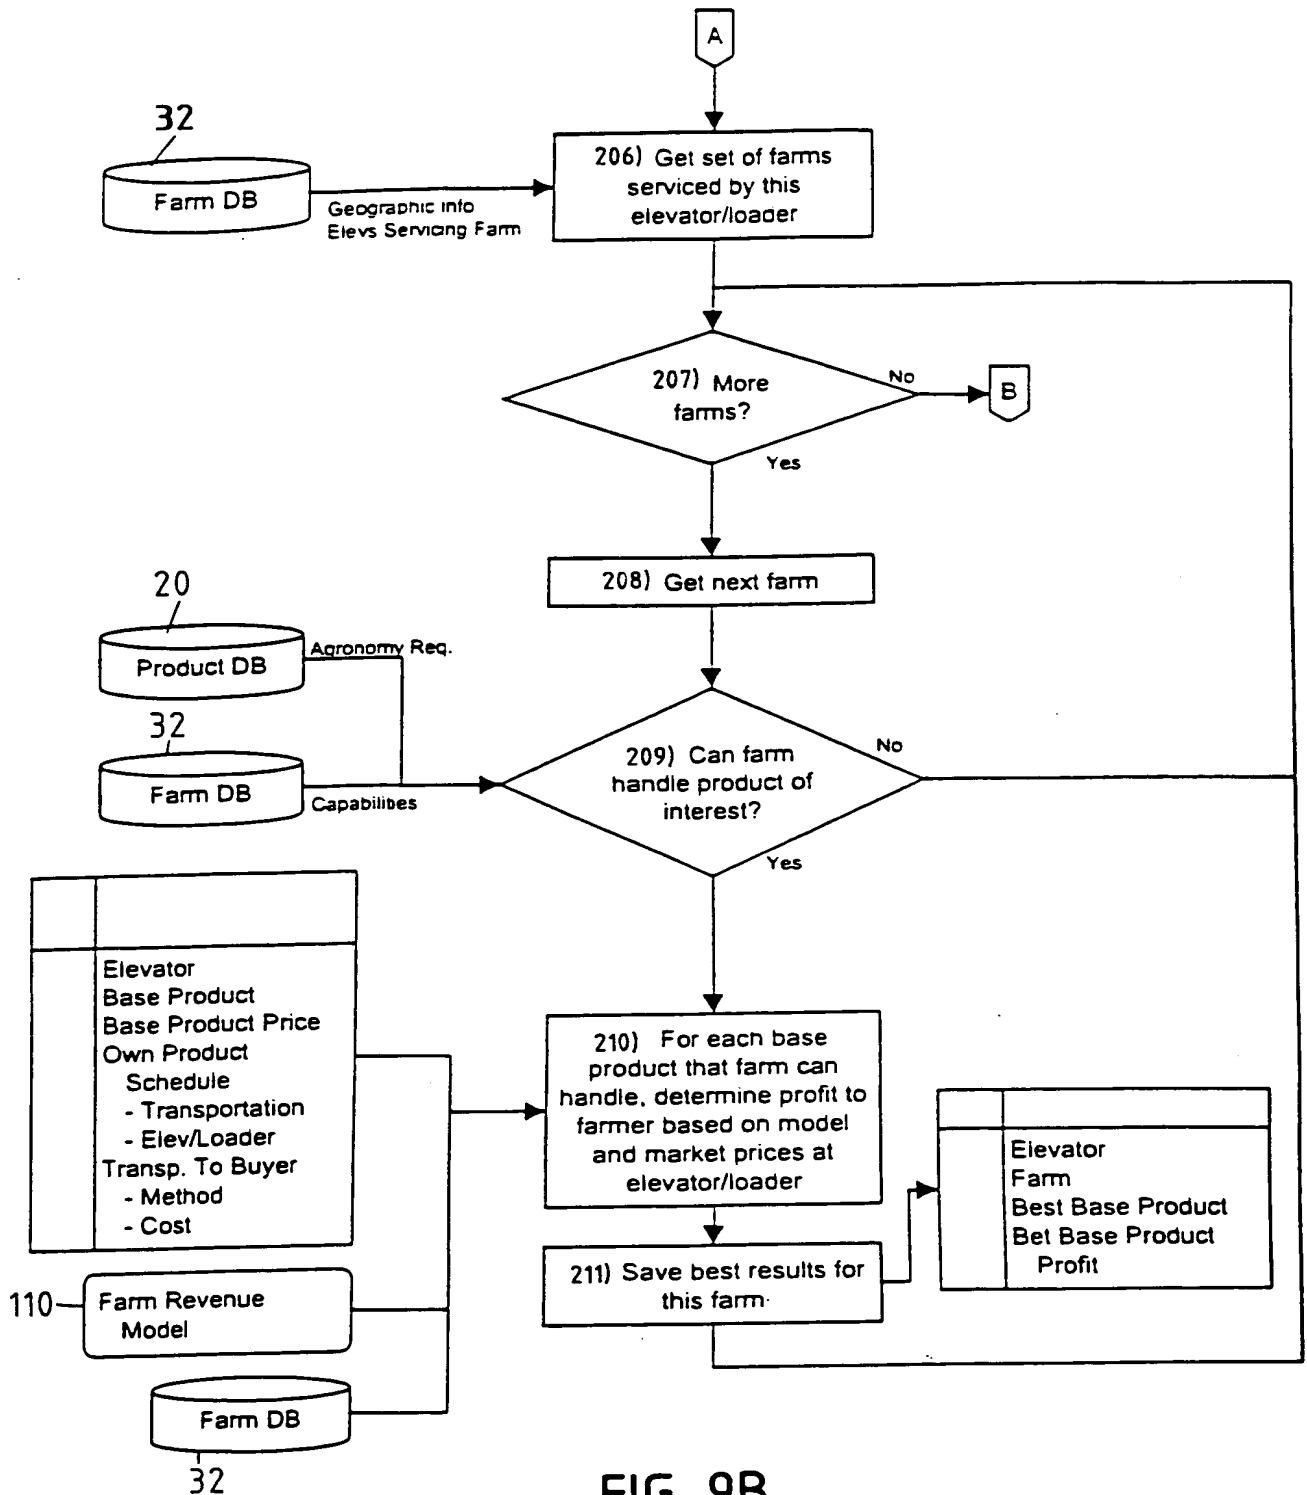 A
32
Farm DB
Geographic Info
Elevs Servicing Farm
206) Get set of farms
serviced by this
elevator/loader
207) More
farms?
No
B
Yes
208) Get next farm
20
Product DB
Agronomy Req.
32
Farm DB
Capabilities
209) Can farm
handle product of
interest?
No
Yes
Elevator
Base Product
Base Product Price
Own Product
Schedule
- Transportation
- Elev/Loader
Transp. To Buyer
- Method
- Cost
210) For each base
product that farm can
handle, determine profit to
farmer based on model
and market prices at
elevator/loader
Elevator
Farm
Best Base Product
Bet Base Product
Profit
211) Save best results for
this farm
110
Farm Revenue
Model
Farm DB
32
FIG. 9B